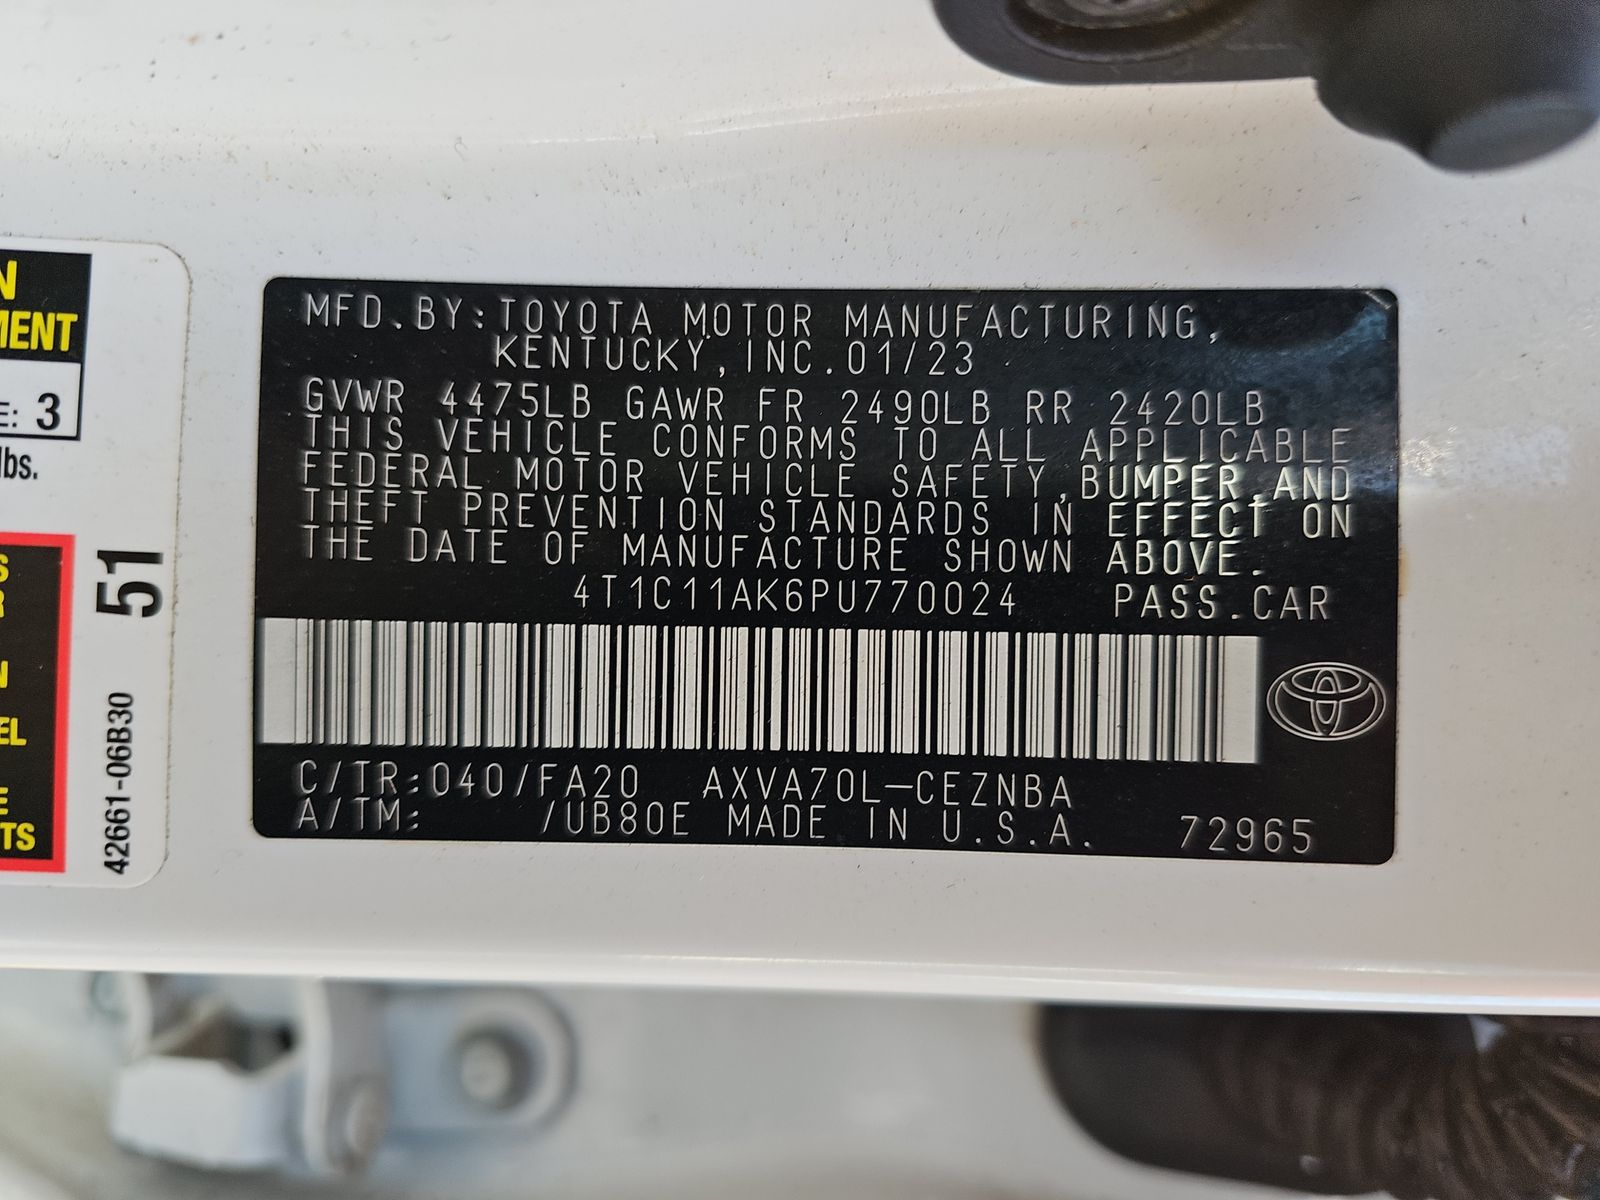 N
MENT
E: 3
lbs.
S
R
N
EL
E
TS
51
42661-06B30
MFD.BY:TOYOTA MOTOR MANUFACTURING,
KENTUCKY,INC.01/23
GVWR 4475LB GAWR FR 2490LB RR 2420LB
THIS VEHICLE CONFORMS TO ALL APPLICABLE
FEDERAL MOTOR VEHICLE SAFETY,BUMPER,AND
THEFT PREVENTION STANDARDS IN EFFECT ON
THE DATE OF MANUFACTURE SHOWN ABOVE.
4T1C11AK6PU770024 PASS.CAR
C/TR:040/FA20 AXVA70L-CEZNBA
A/TM: /UB80E MADE IN U.S.A. 72965